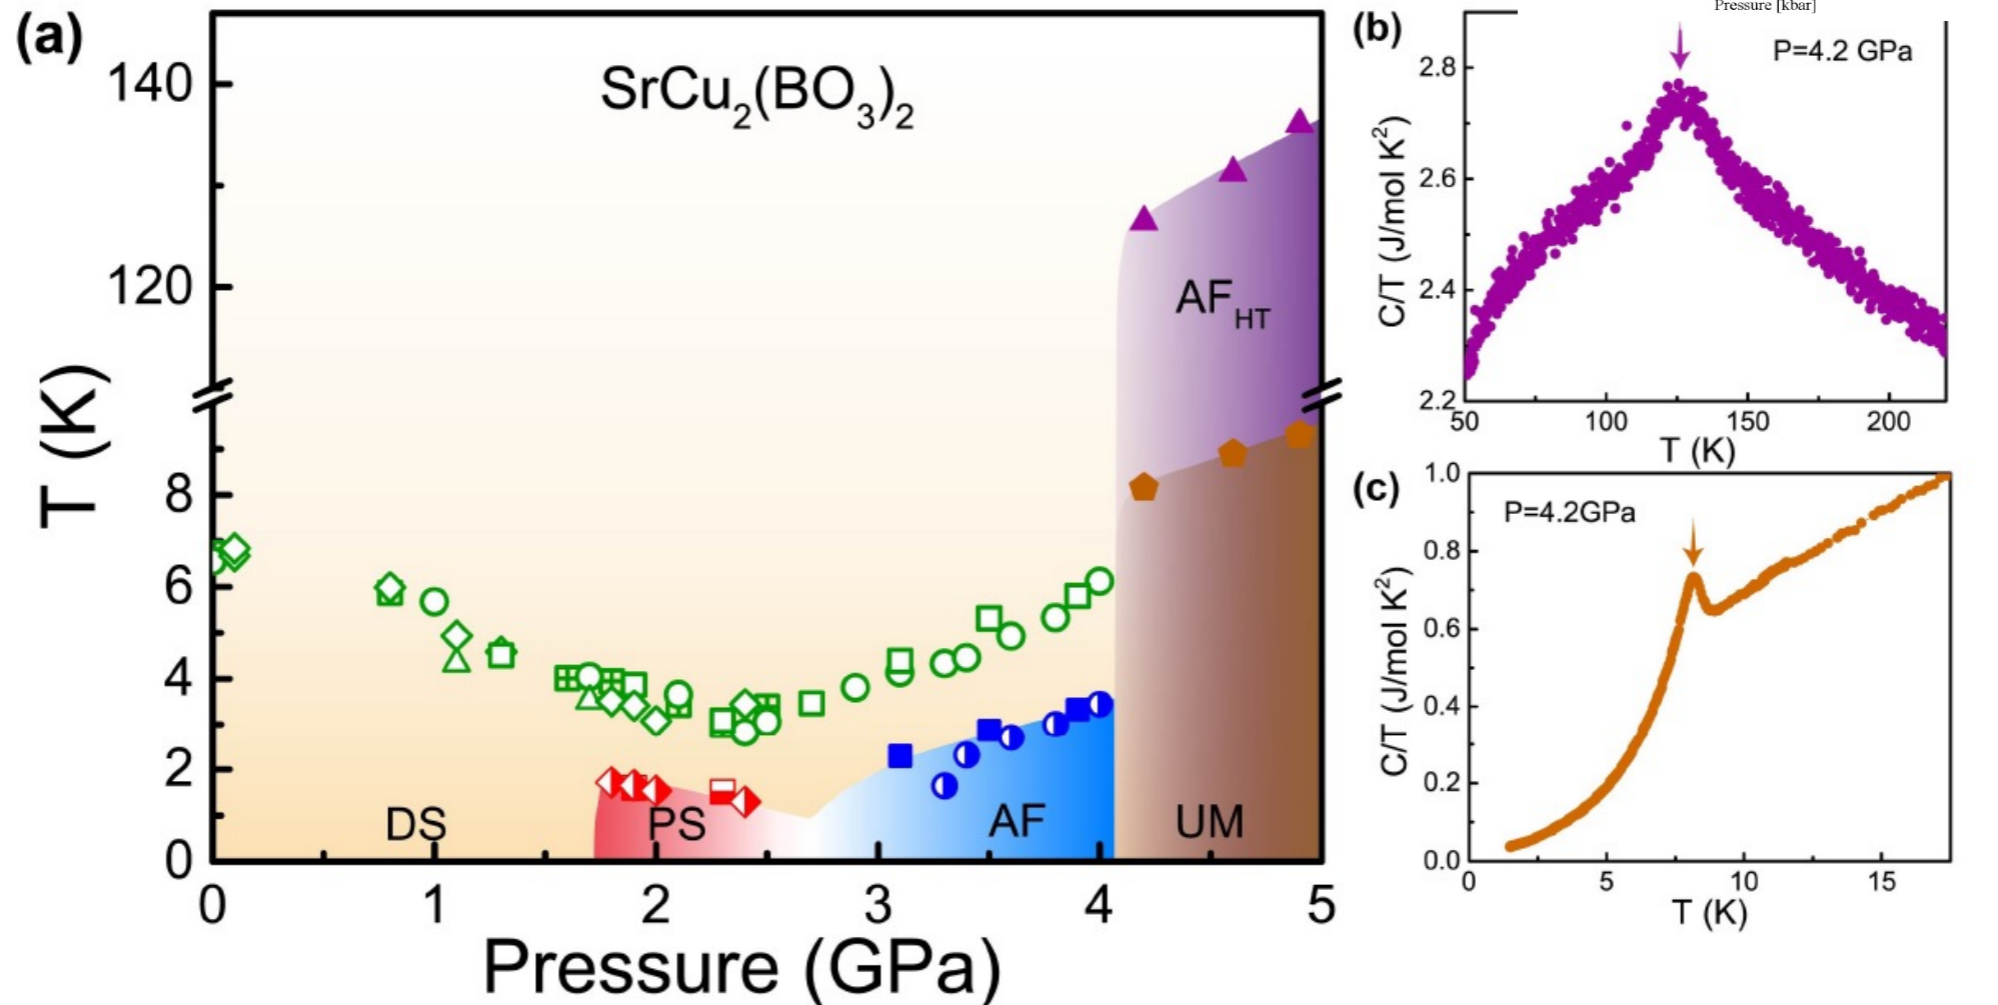 (a)
SrCu₂(BO₃)₂
140
120
8
6
4
2
0
T (K)
AF_HT
DS
PS
AF
UM
0 1 2 3 4 5
Pressure (GPa)
Pressure [kbar]
(b)
P=4.2 GPa
2.8
2.6
2.4
2.2
C/T (J/mol K²)
50 100 150 200
T (K)
(c)
P=4.2GPa
1.0
0.8
0.6
0.4
0.2
0.0
C/T (J/mol K²)
0 5 10 15
T (K)